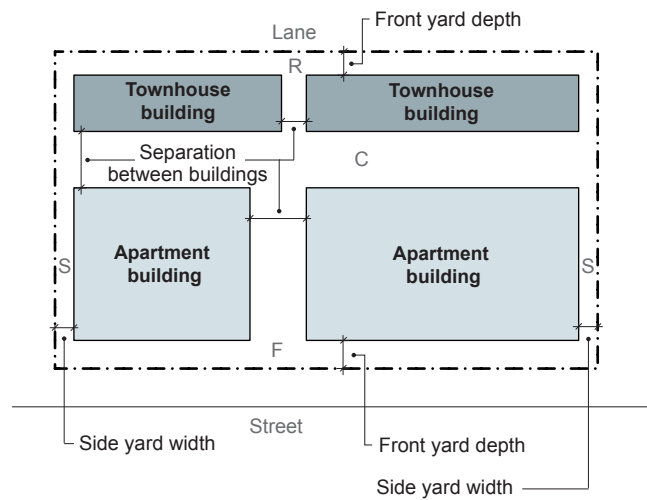 Front yard depth
Lane
R
Townhouse
building
Townhouse
building
Separation
between buildings
C
Apartment
building
Apartment
building
S
S
F
Street
Side yard width
Front yard depth
Side yard width